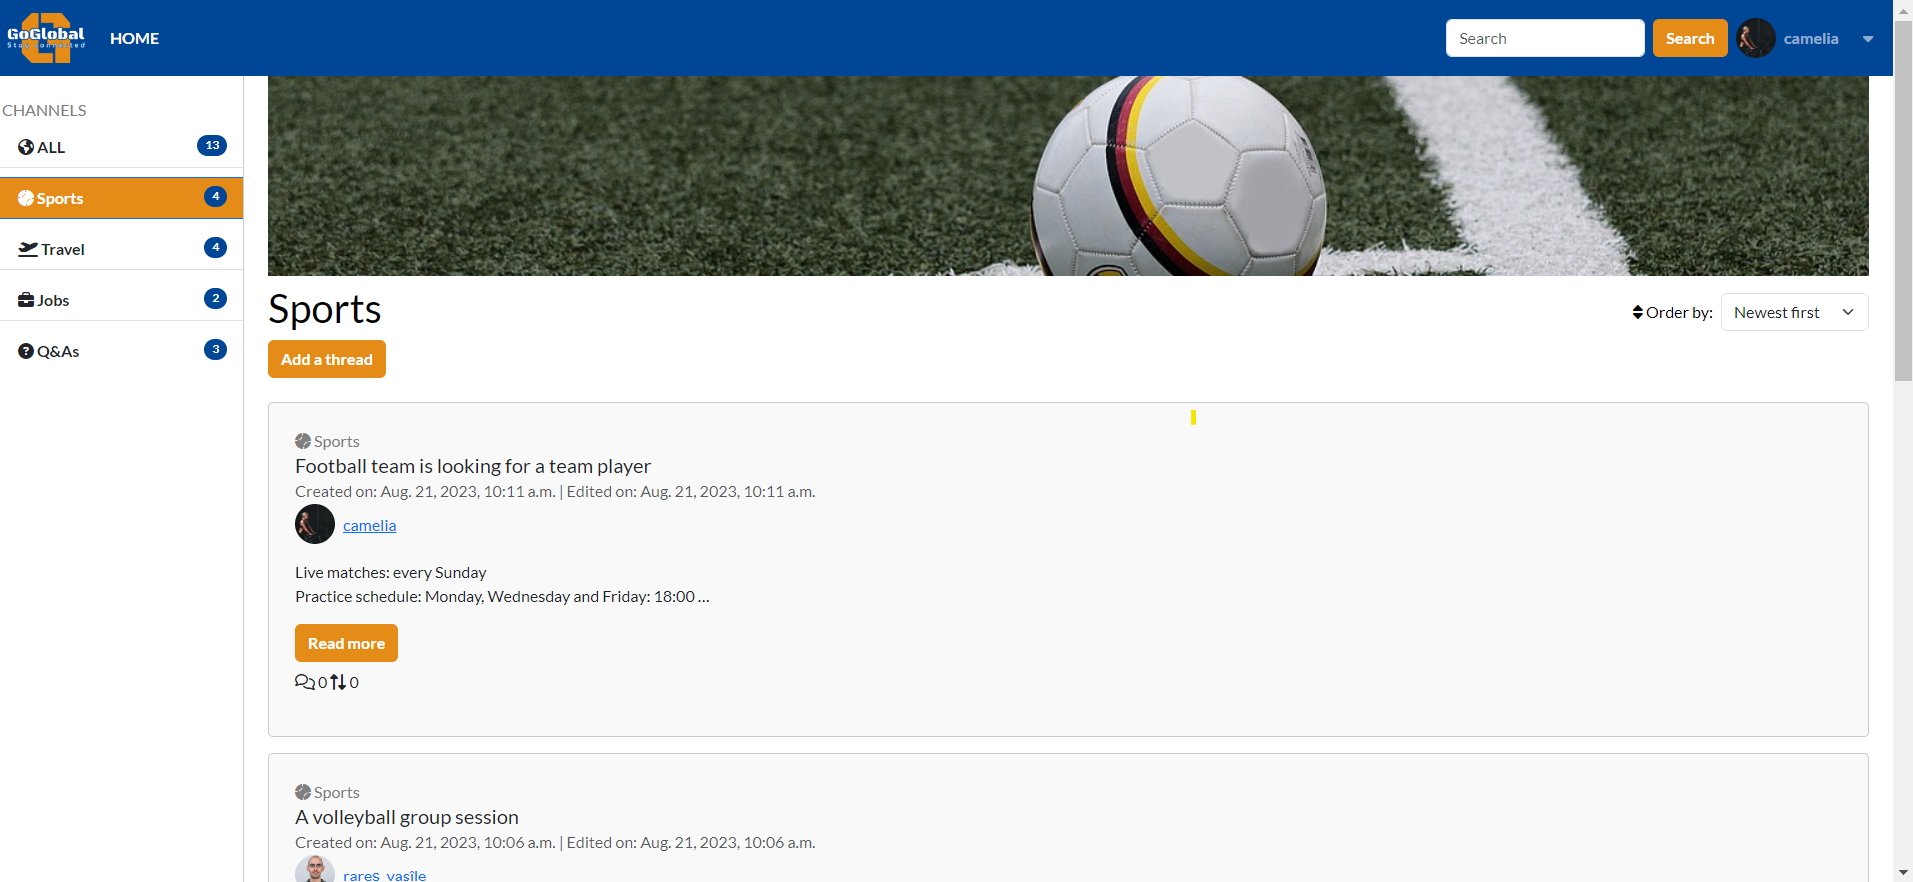 GoGlobal
Stay connected
HOME
Search
Search
camelia
CHANNELS
ALL 13
Sports 4
Travel 4
Jobs 2
Q&As 3
Sports
Order by: Newest first
Add a thread
Sports
Football team is looking for a team player
Created on: Aug. 21, 2023, 10:11 a.m. | Edited on: Aug. 21, 2023, 10:11 a.m.
camelia
Live matches: every Sunday
Practice schedule: Monday, Wednesday and Friday: 18:00 ...
Read more
0 0
Sports
A volleyball group session
Created on: Aug. 21, 2023, 10:06 a.m. | Edited on: Aug. 21, 2023, 10:06 a.m.
rares_vasile